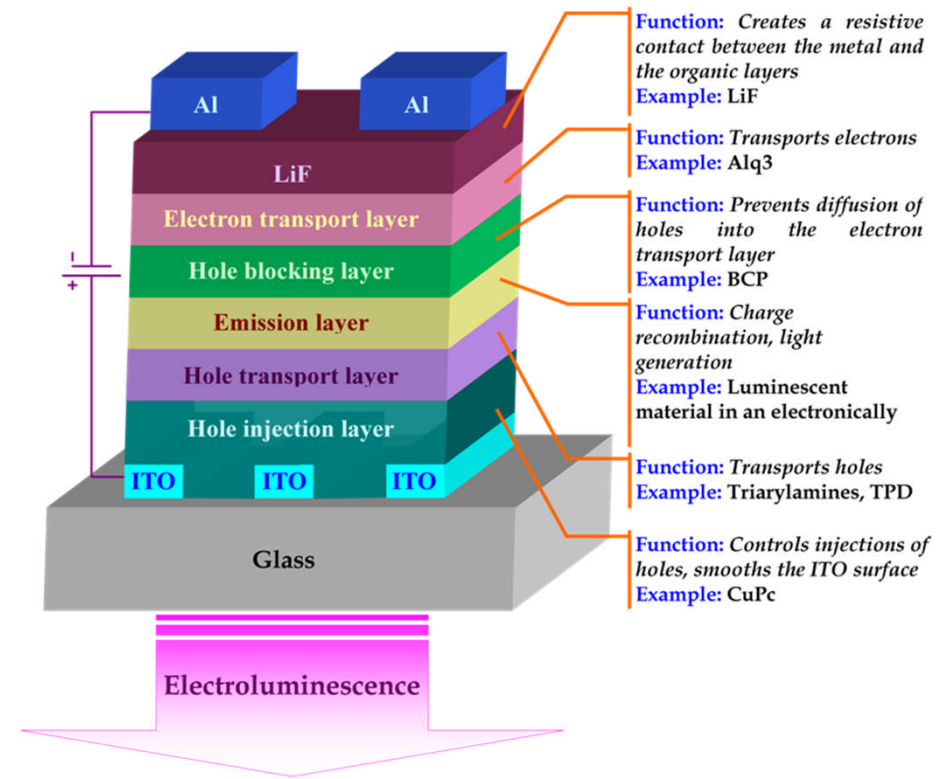 Function: Creates a resistive
contact between the metal and
the organic layers
Example: LiF
Al
Al
Function: Transports electrons
Example: Alq3
LiF
Function: Prevents diffusion of
holes into the electron
transport layer
Example: BCP
Electron transport layer
-
+
Hole blocking layer
Function: Charge
recombination, light
generation
Example: Luminescent
material in an electronically
Emission layer
Hole transport layer
Hole injection layer
Function: Transports holes
Example: Triarylamines, TPD
ITO
ITO
ITO
Function: Controls injections of
holes, smooths the ITO surface
Example: CuPc
Glass
Electroluminescence